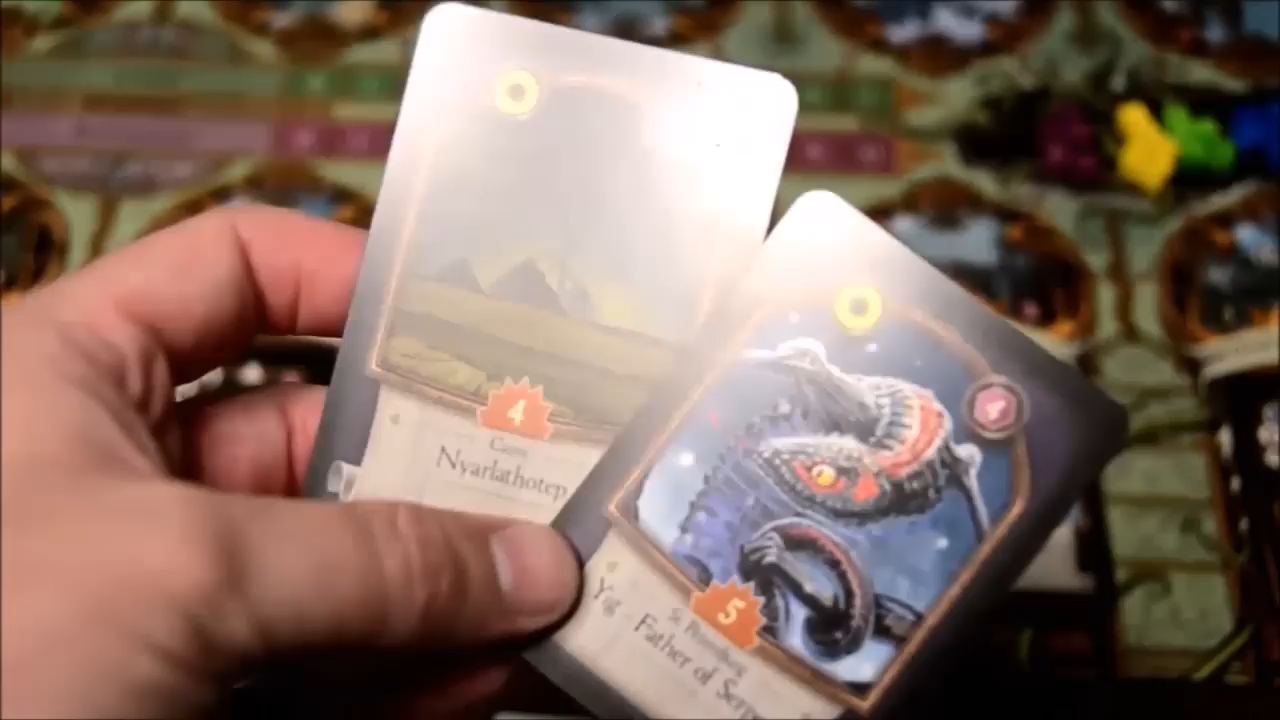 4
Cairo
Nyarlathotep
4
5
St Petersburg
Yig - Father of Serp